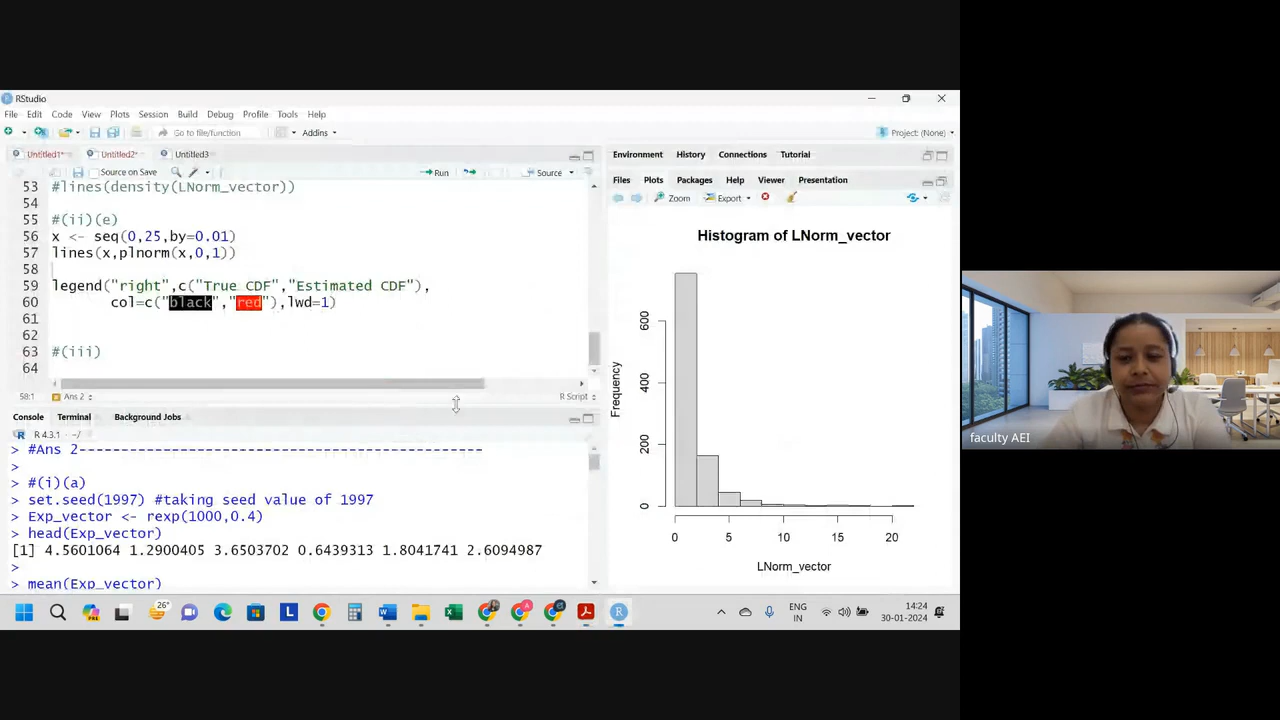 RStudio
File Edit Code View Plots Session Build Debug Profile Tools Help
Go to file/function Addins Project: (None)
Untitled1* Untitled2* Untitled3
Source on Save Run Source
53 #lines(density(LNorm_vector))
54
55 #(ii)(e)
56 x <- seq(0,25,by=0.01)
57 lines(x,plnorm(x,0,1))
58
59 legend("right",c("True CDF","Estimated CDF"),
60 col=c("black","red"),lwd=1)
61
62
63 #(iii)
64
58:1 Ans 2 R Script
Console Terminal Background Jobs
R 4.3.1 · ~/
> #Ans 2-----------------------------------------------
>
> #(i)(a)
> set.seed(1997) #taking seed value of 1997
> Exp_vector <- rexp(1000,0.4)
> head(Exp_vector)
[1] 4.5601064 1.2900405 3.6503702 0.6439313 1.8041741 2.6094987
>
> mean(Exp_vector)
Environment History Connections Tutorial
Files Plots Packages Help Viewer Presentation
Zoom Export
Histogram of LNorm_vector
Frequency
600
400
200
0
0 5 10 15 20
LNorm_vector
faculty AEI
26°
ENG
IN
14:24
30-01-2024